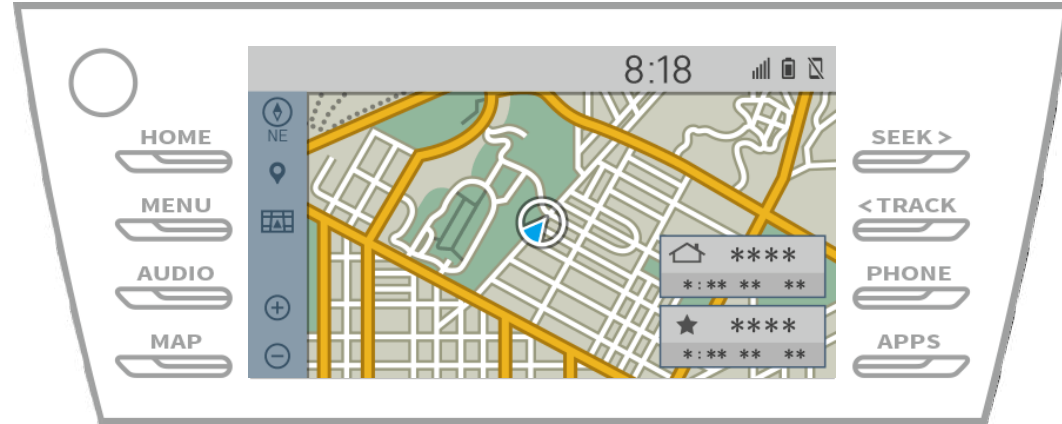 8:18
HOME
MENU
AUDIO
MAP
NE
****
*:** ** **
****
*:** ** **
SEEK >
< TRACK
PHONE
APPS